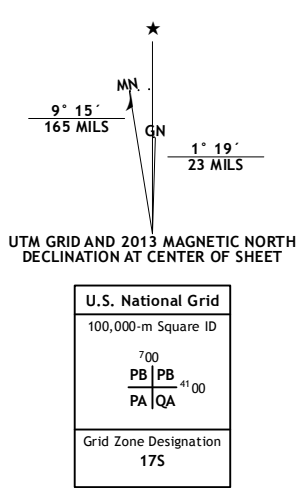 ★
MN
9° 15´
165 MILS
GN
1° 19´
23 MILS
UTM GRID AND 2013 MAGNETIC NORTH
DECLINATION AT CENTER OF SHEET
U.S. National Grid
100,000-m Square ID
700
PB PB
4100
PA QA
Grid Zone Designation
17S